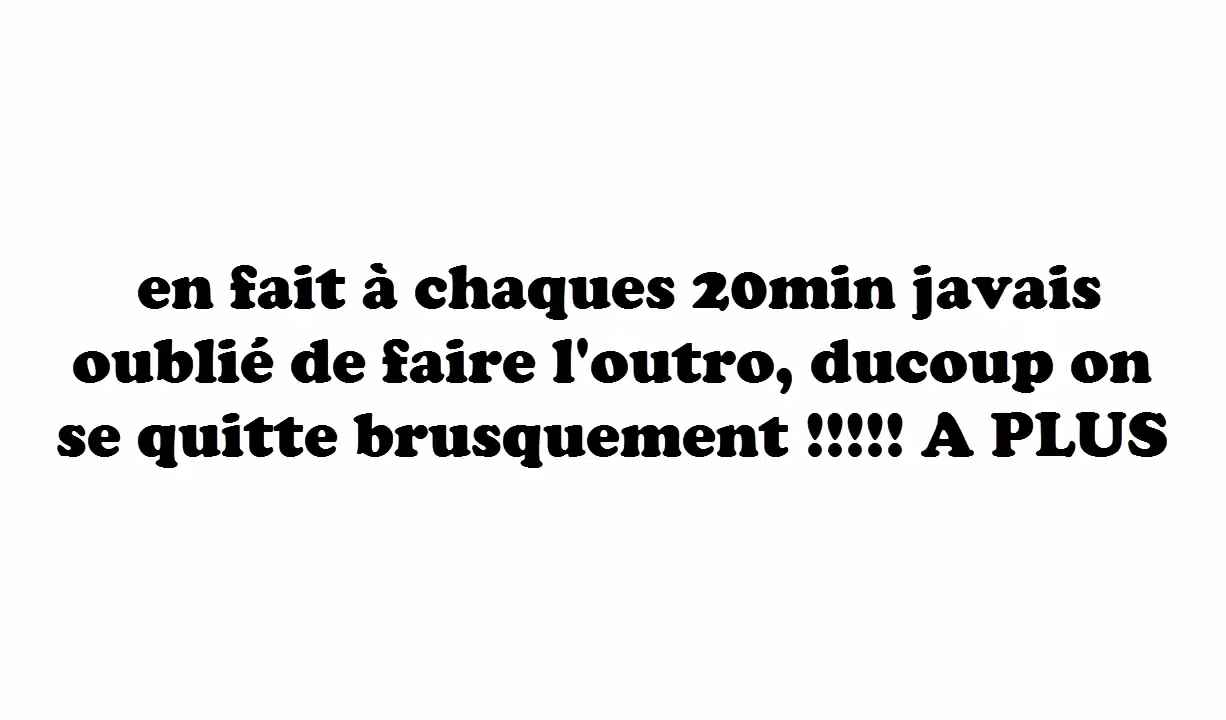 en fait à chaques 20min javais
oublié de faire l'outro, ducoup on
se quitte brusquement !!!!! A PLUS